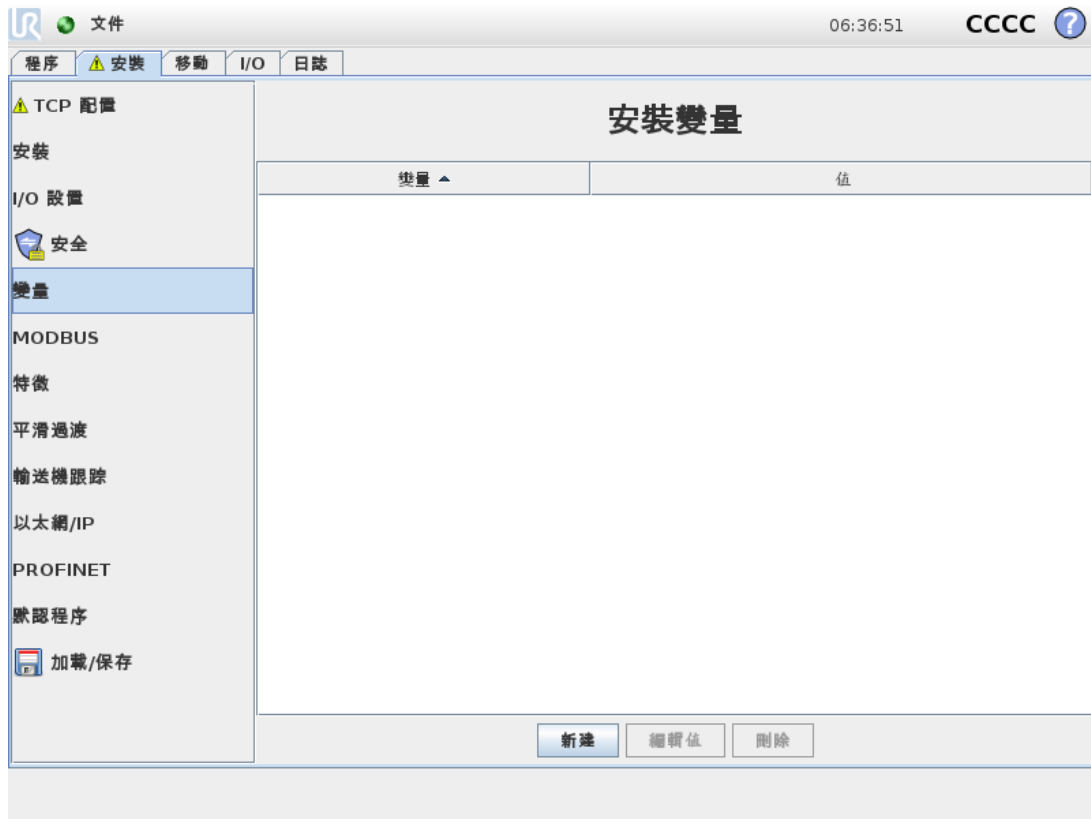 UR 文件 06:36:51 CCCC ?
程序 安裝 移動 I/O 日誌
TCP 配置
安裝變量
安裝
變量 值
I/O 設置
安全
變量
MODBUS
特徵
平滑過渡
輸送機跟踪
以太網/IP
PROFINET
默認程序
加載/保存
新建 編輯值 刪除